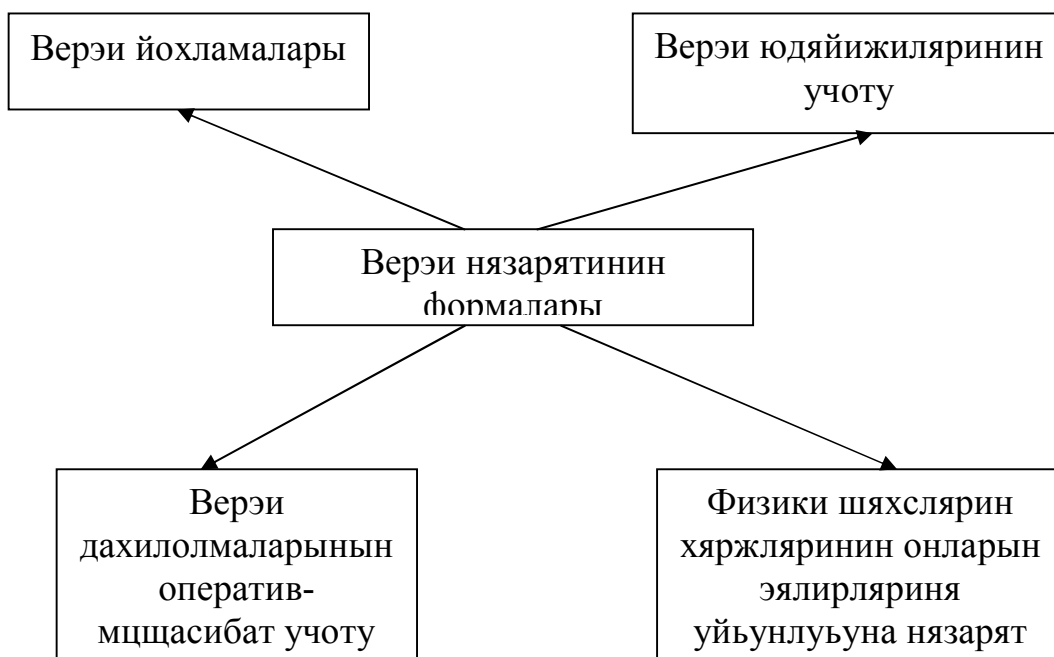 Верэи йохламалары
Верэи юдяйижиляринин
учоту
Верэи нязарятинин
формалары
Верэи
дахилолмаларынын
оператив-
мцщасибат учоту
Физики шяхслярин
хяржляринин онларын
эялирляриня
уйьунлуьуна нязарят